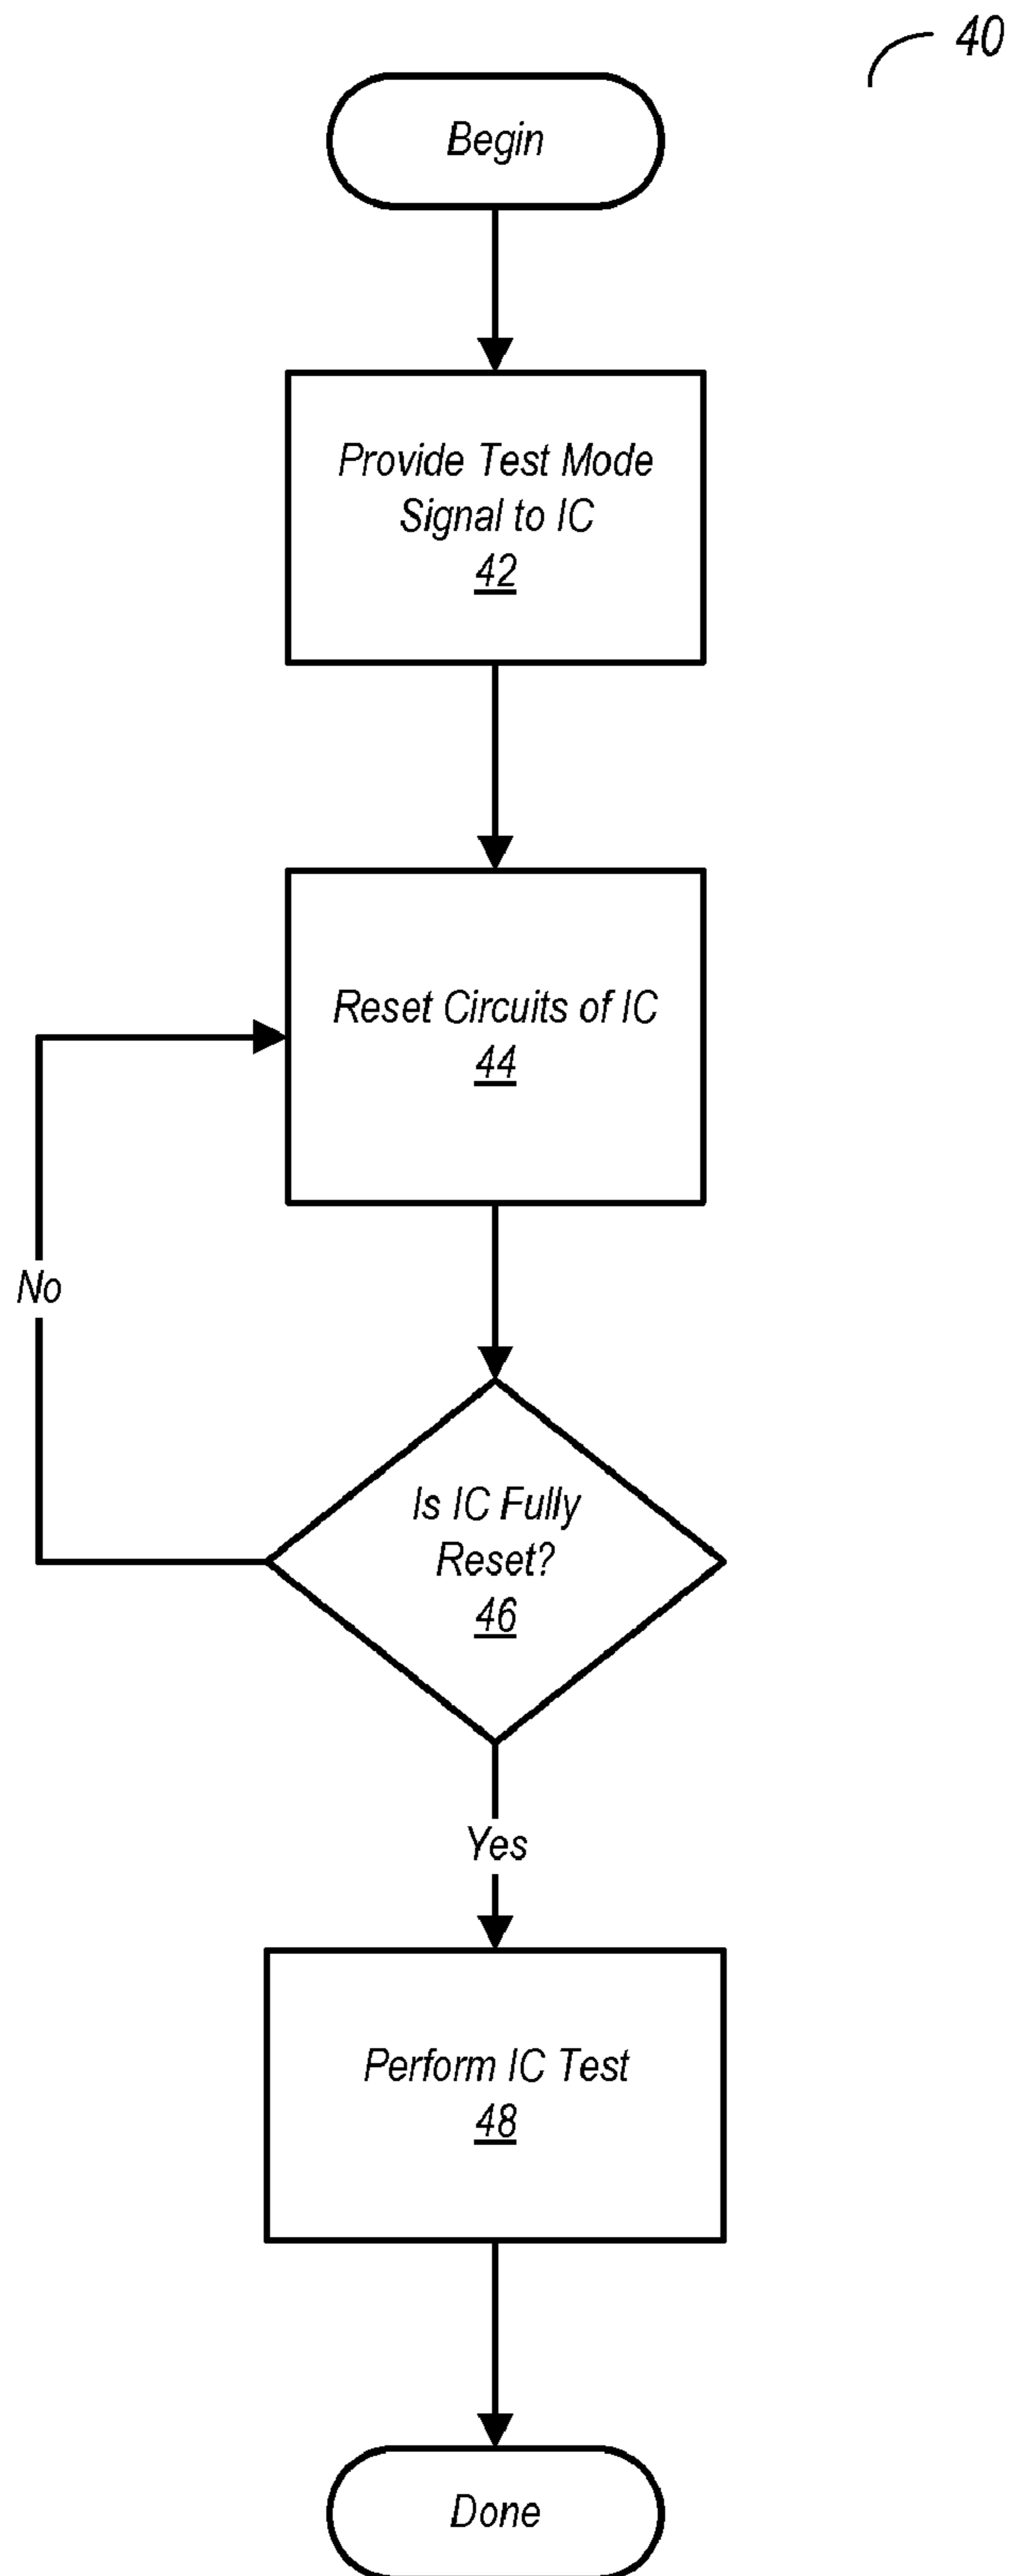 40
Begin
Provide Test Mode
Signal to IC
42
Reset Circuits of IC
44
No
Is IC Fully
Reset?
46
Yes
Perform IC Test
48
Done